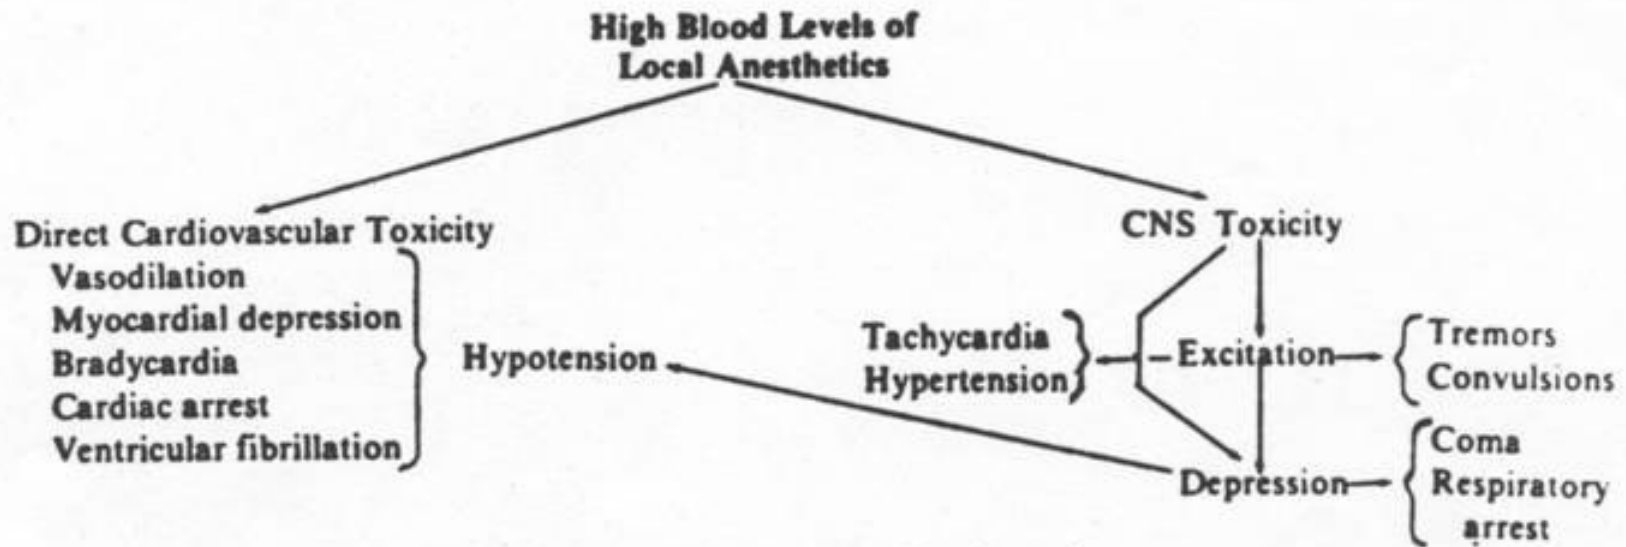 High Blood Levels of
Local Anesthetics
Direct Cardiovascular Toxicity
Vasodilation
Myocardial depression
Bradycardia
Cardiac arrest
Ventricular fibrillation
Hypotension
CNS Toxicity
Tachycardia
Hypertension
Excitation
Tremors
Convulsions
Depression
Coma
Respiratory
arrest